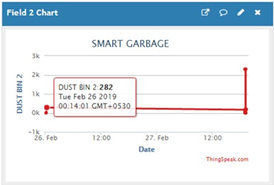 Field 2 Chart
SMART GARBAGE
DUST BIN 2
3k
2k
1k
0k
-1k
DUST BIN 2:282
Tue Feb 26 2019
00:14:01 GMT+0530
26. Feb
12:00
27. Feb
12:00
Date
ThingSpeak.com